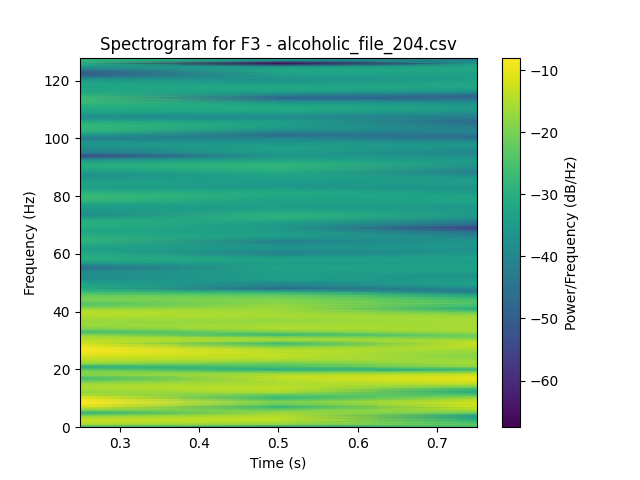 Spectrogram for F3 - alcoholic_file_204.csv
120
100
80
60
40
20
0
Frequency (Hz)
0.3 0.4 0.5 0.6 0.7
Time (s)
−10
−20
−30
−40
−50
−60
Power/Frequency (dB/Hz)